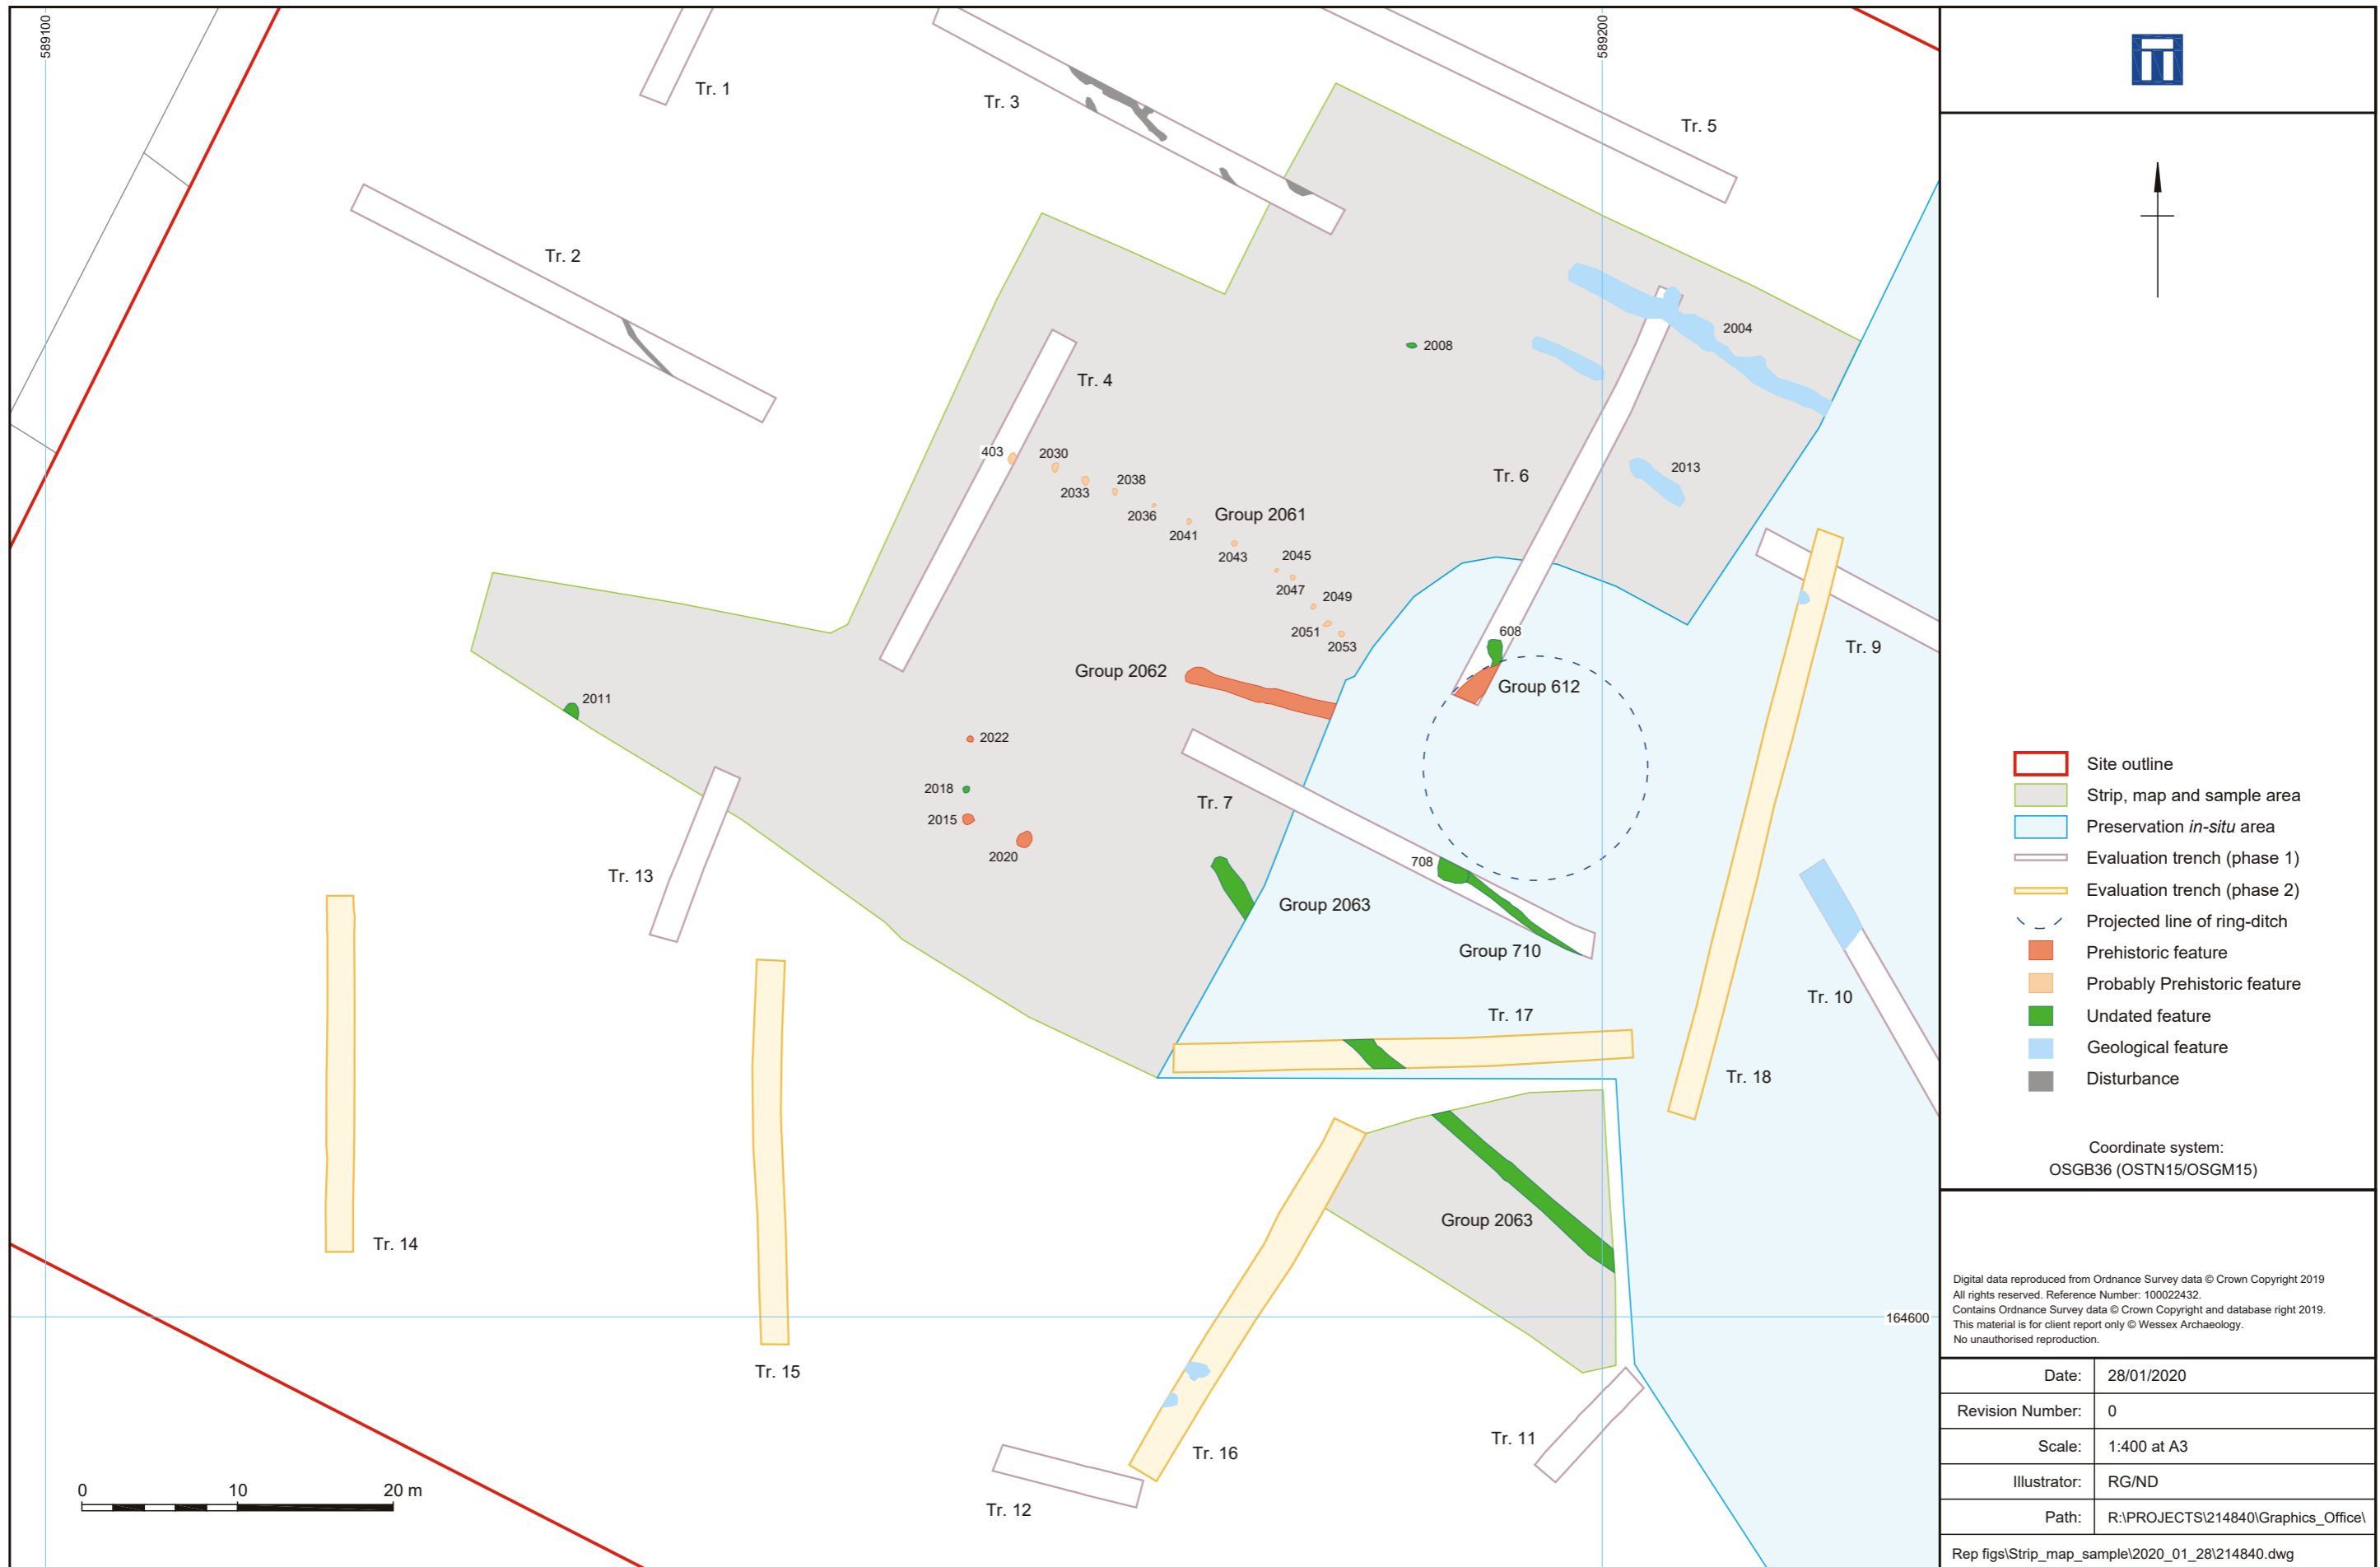 589100
589200
Tr. 1
Tr. 3
Tr. 5
Tr. 2
2004
2008
Tr. 4
403
2030
2033
2038
2036
2041
Group 2061
2043
2045
2047
2049
2051
2053
Tr. 6
2013
608
Group 612
Tr. 9
Group 2062
2011
2022
2018
2015
2020
Tr. 7
708
Tr. 13
Group 2063
Group 710
Tr. 10
Tr. 17
Tr. 18
Tr. 14
Group 2063
164600
Tr. 15
Tr. 16
Tr. 11
Tr. 12
0 10 20 m
Site outline
Strip, map and sample area
Preservation in-situ area
Evaluation trench (phase 1)
Evaluation trench (phase 2)
Projected line of ring-ditch
Prehistoric feature
Probably Prehistoric feature
Undated feature
Geological feature
Disturbance
Coordinate system:
OSGB36 (OSTN15/OSGM15)
Digital data reproduced from Ordnance Survey data © Crown Copyright 2019
All rights reserved. Reference Number: 100022432.
Contains Ordnance Survey data © Crown Copyright and database right 2019.
This material is for client report only © Wessex Archaeology.
No unauthorised reproduction.
Date: 28/01/2020
Revision Number: 0
Scale: 1:400 at A3
Illustrator: RG/ND
Path: R:\PROJECTS\214840\Graphics_Office\
Rep figs\Strip_map_sample\2020_01_28\214840.dwg